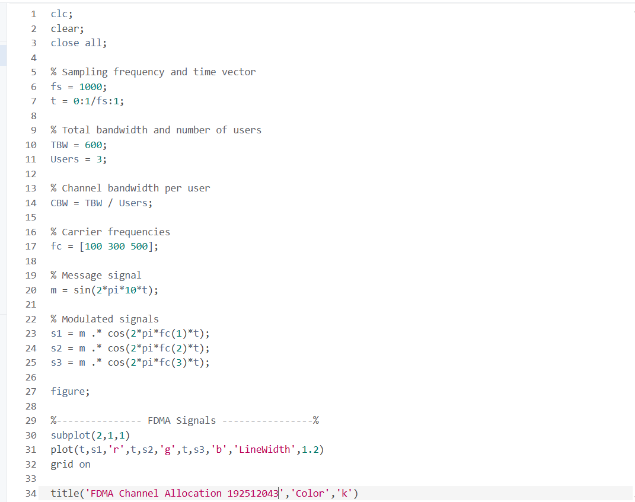 1 clc;
2 clear;
3 close all;
4
5 % Sampling frequency and time vector
6 fs = 1000;
7 t = 0:1/fs:1;
8
9 % Total bandwidth and number of users
10 TBW = 600;
11 Users = 3;
12
13 % Channel bandwidth per user
14 CBW = TBW / Users;
15
16 % Carrier frequencies
17 fc = [100 300 500];
18
19 % Message signal
20 m = sin(2*pi*10*t);
21
22 % Modulated signals
23 s1 = m .* cos(2*pi*fc(1)*t);
24 s2 = m .* cos(2*pi*fc(2)*t);
25 s3 = m .* cos(2*pi*fc(3)*t);
26
27 figure;
28
29 %-------------- FDMA Signals ---------------%
30 subplot(2,1,1)
31 plot(t,s1,'r',t,s2,'g',t,s3,'b','LineWidth',1.2)
32 grid on
33
34 title('FDMA Channel Allocation 192512043','Color','k')